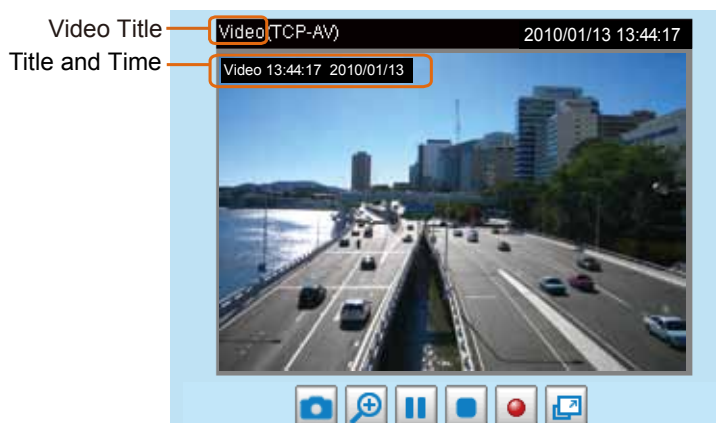 Video Title
Video(TCP-AV) 2010/01/13 13:44:17
Title and Time
Video 13:44:17 2010/01/13